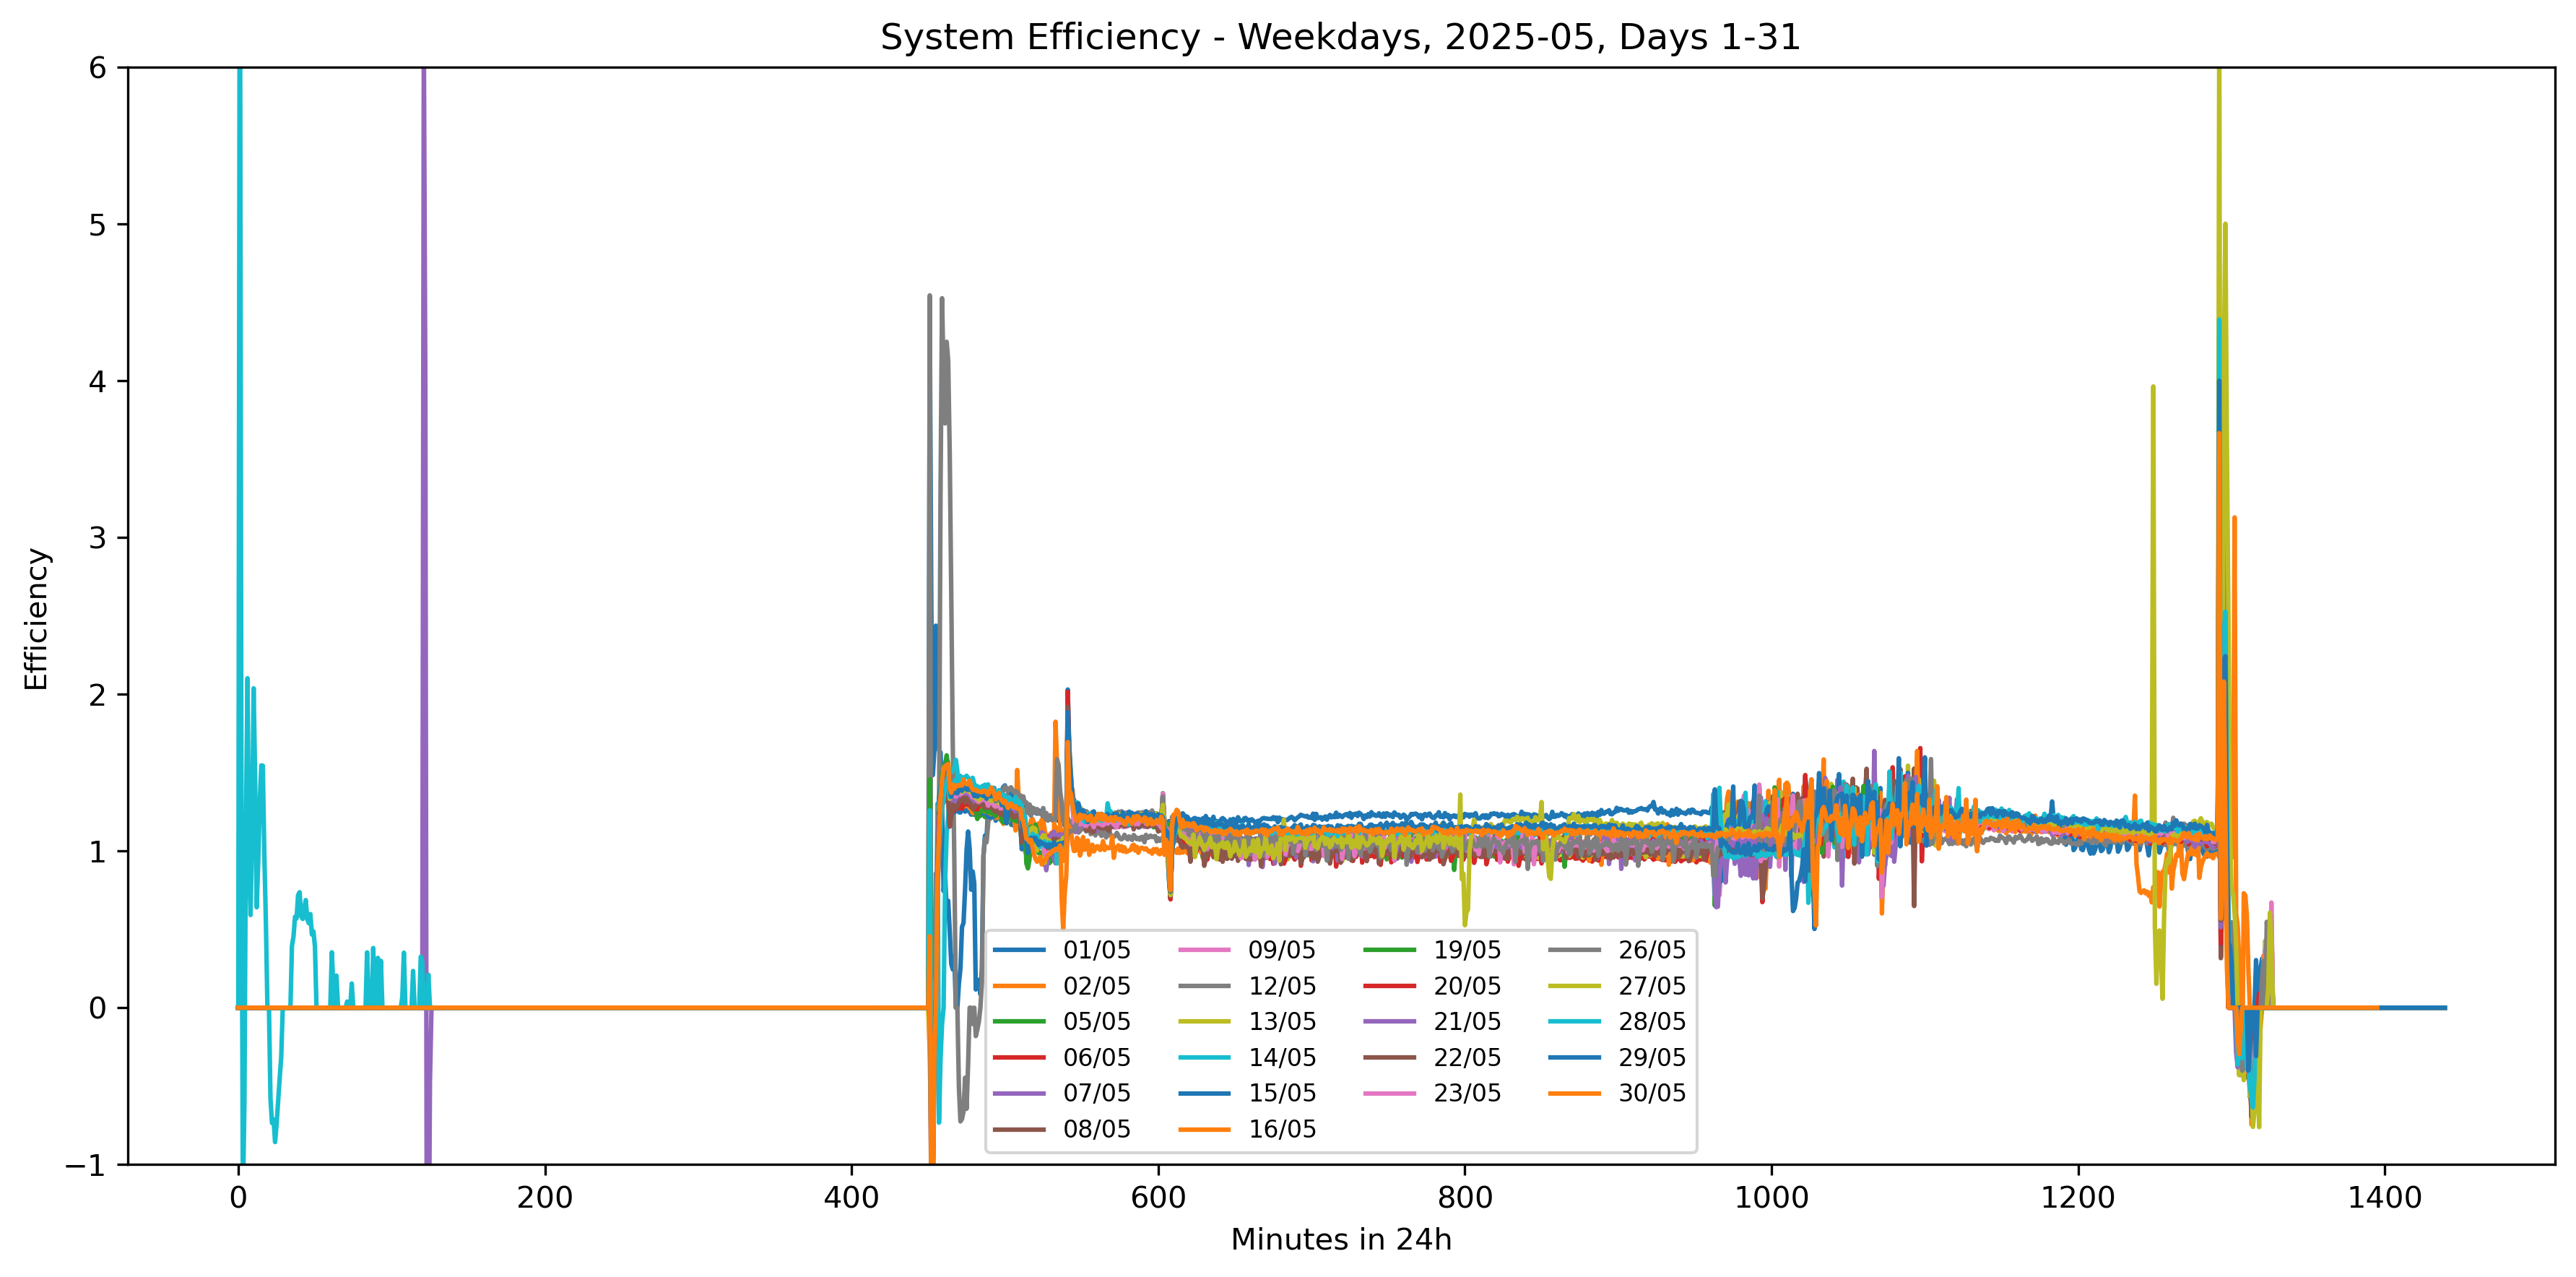 System Efficiency - Weekdays, 2025-05, Days 1-31
6
5
4
3
2
1
0
−1
Efficiency
0 200 400 600 800 1000 1200 1400
Minutes in 24h
01/05 09/05 19/05 26/05
02/05 12/05 20/05 27/05
05/05 13/05 21/05 28/05
06/05 14/05 22/05 29/05
07/05 15/05 23/05 30/05
08/05 16/05